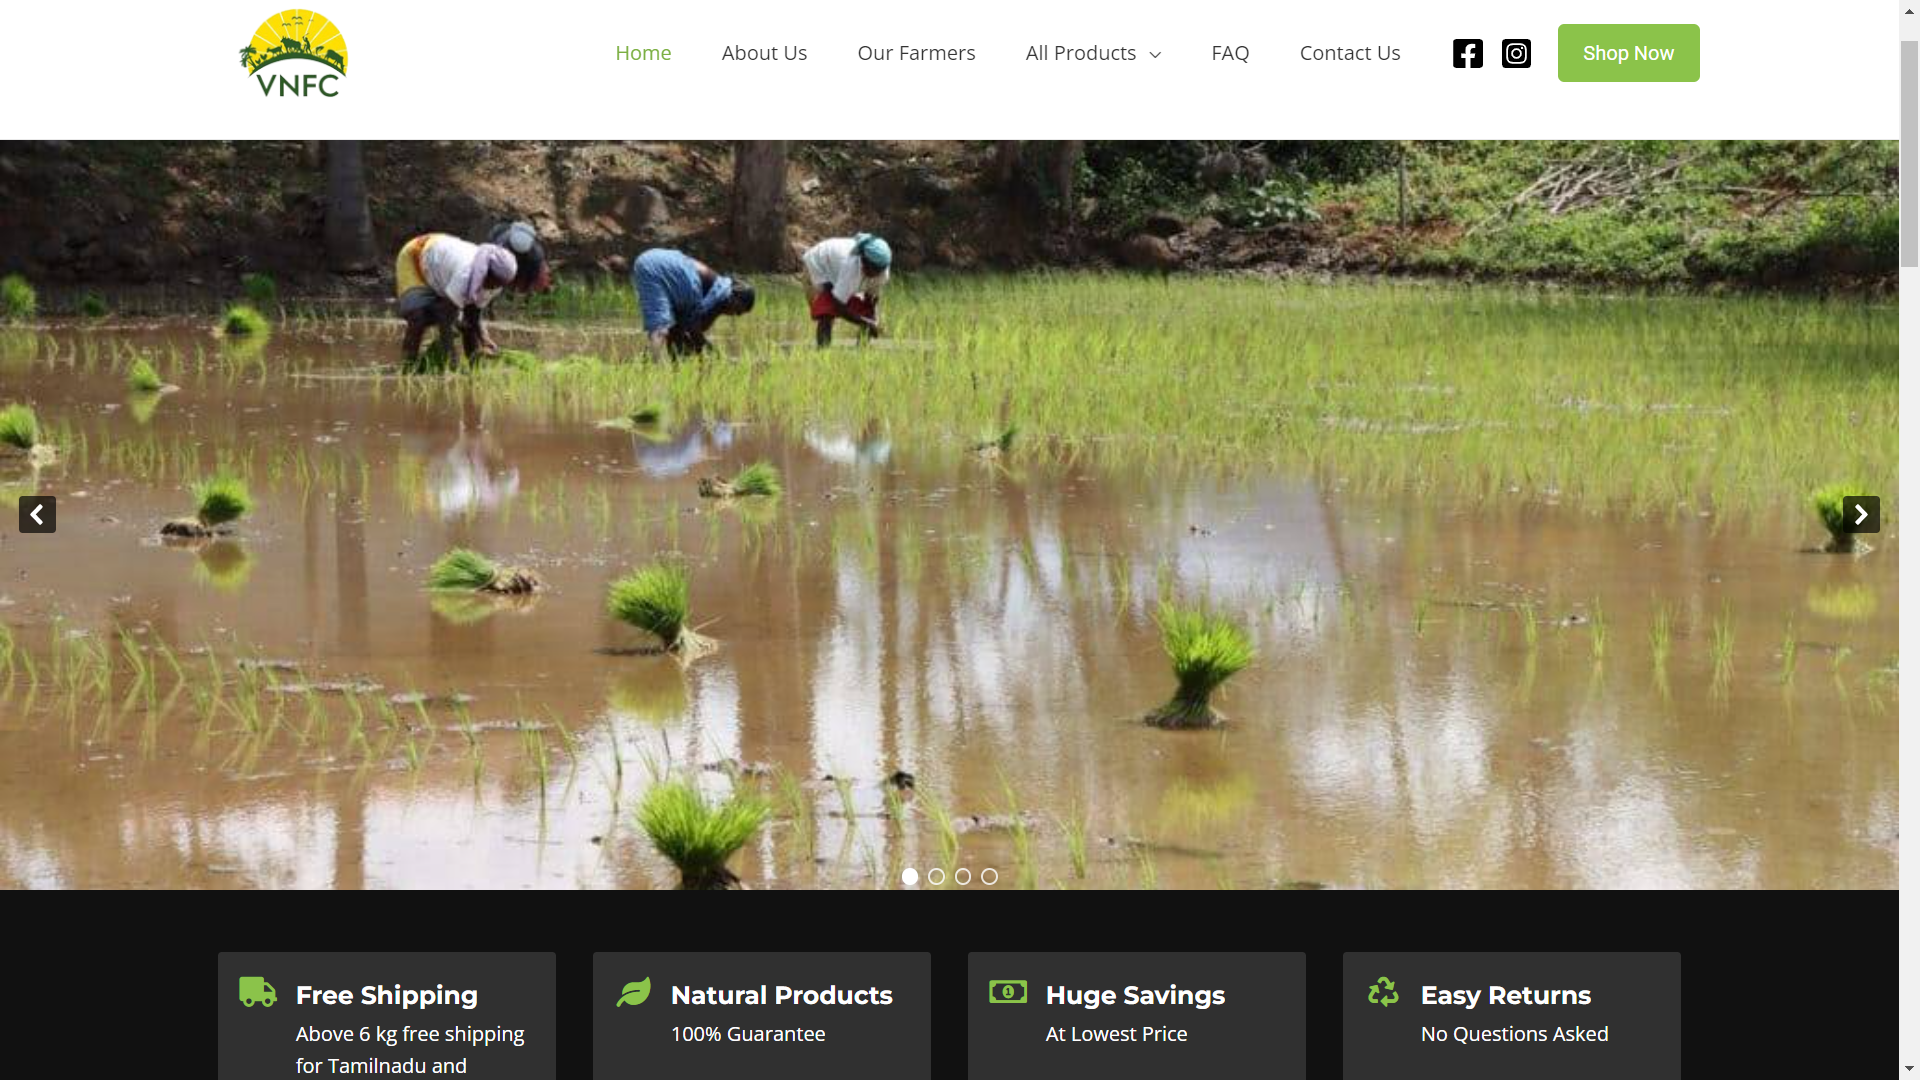 VNFC
Home
About Us
Our Farmers
All Products
FAQ
Contact Us
Shop Now
Free Shipping
Above 6 kg free shipping
for Tamilnadu and
Natural Products
100% Guarantee
Huge Savings
At Lowest Price
Easy Returns
No Questions Asked